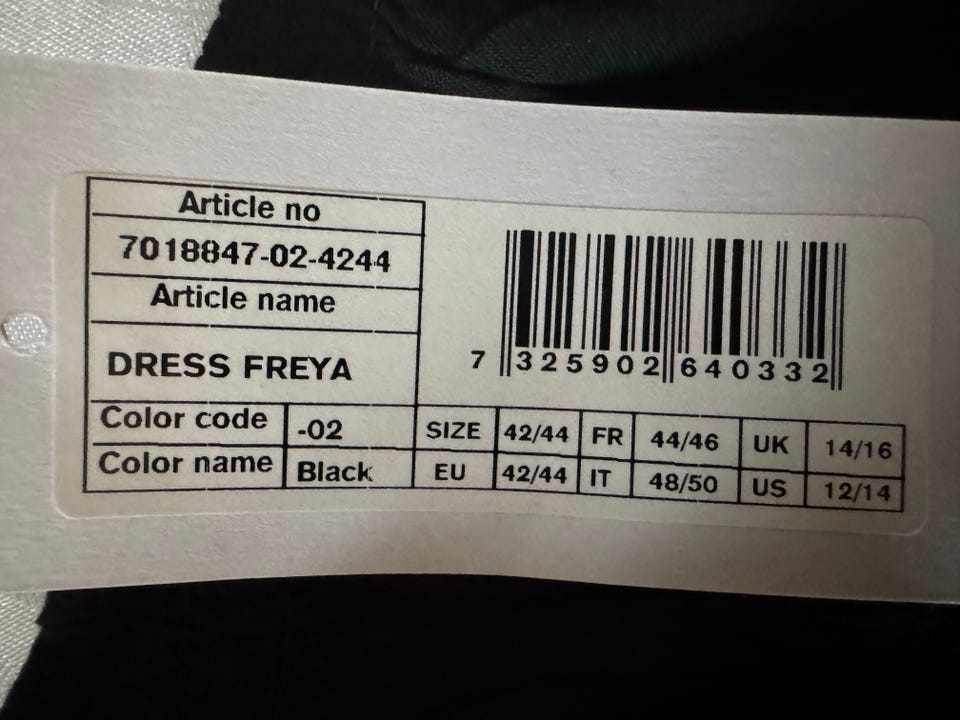 Article no
7018847-02-4244
Article name
DRESS FREYA
7 325902 640332
Color code -02 SIZE 42/44 FR 44/46 UK 14/16
Color name Black EU 42/44 IT 48/50 US 12/14